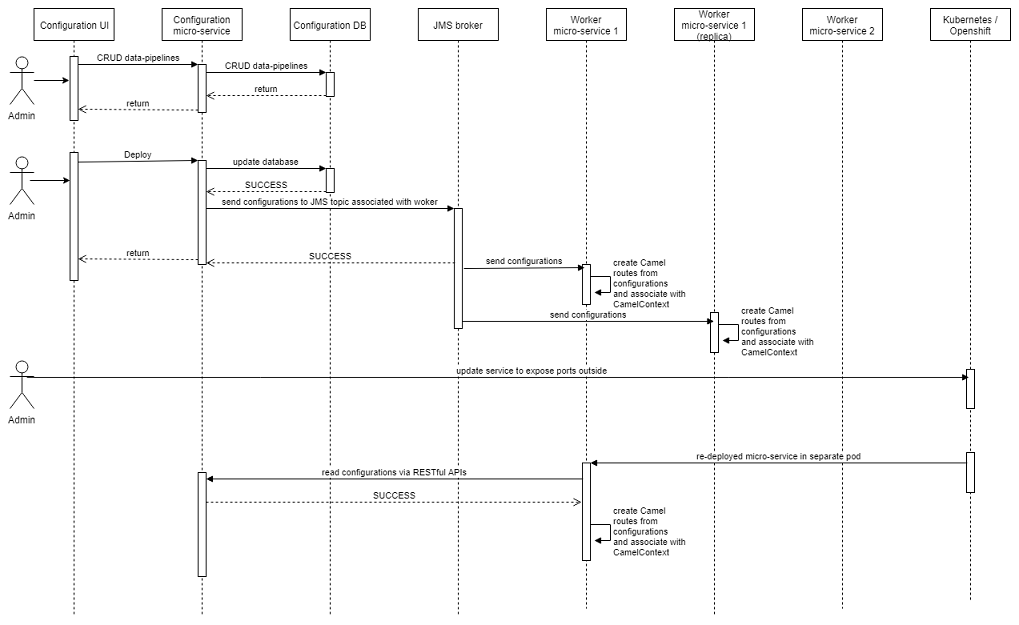 Configuration UI
Configuration
micro-service
Configuration DB
JMS broker
Worker
micro-service 1
Worker
micro-service 1
(replica)
Worker
micro-service 2
Kubernetes /
Openshift
CRUD data-pipelines
CRUD data-pipelines
return
return
Admin
Deploy
update database
SUCCESS
Admin
send configurations to JMS topic associated with woker
return
SUCCESS
send configurations
create Camel
routes from
configurations
and associate with
CamelContext
send configurations
create Camel
routes from
configurations
and associate with
CamelContext
update service to expose ports outside
Admin
re-deployed micro-service in separate pod
read configurations via RESTful APIs
SUCCESS
create Camel
routes from
configurations
and associate with
CamelContext